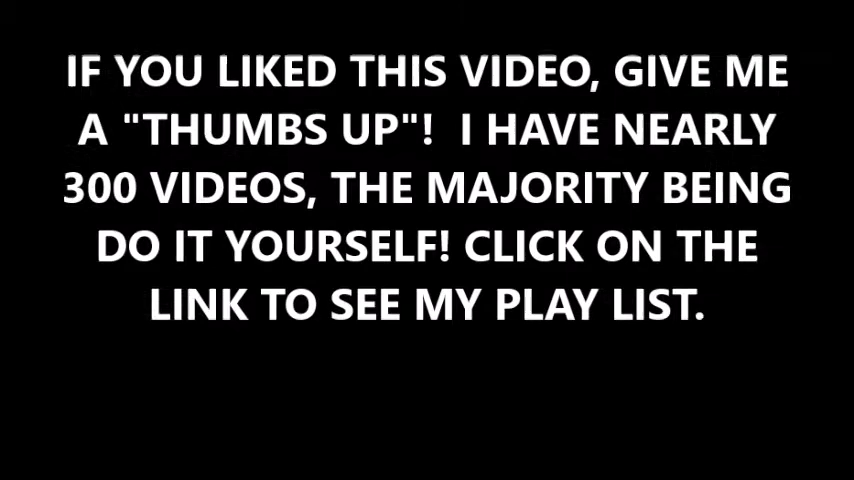 IF YOU LIKED THIS VIDEO, GIVE ME
A "THUMBS UP"!  I HAVE NEARLY
300 VIDEOS, THE MAJORITY BEING
DO IT YOURSELF! CLICK ON THE
LINK TO SEE MY PLAY LIST.